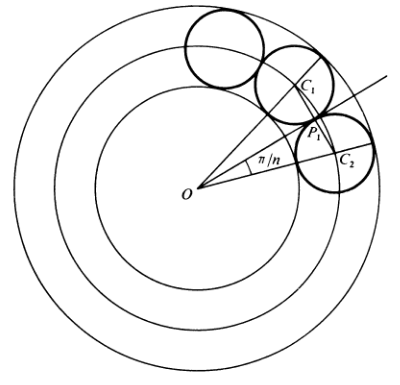 C₁
P₁
π/n
C₂
O